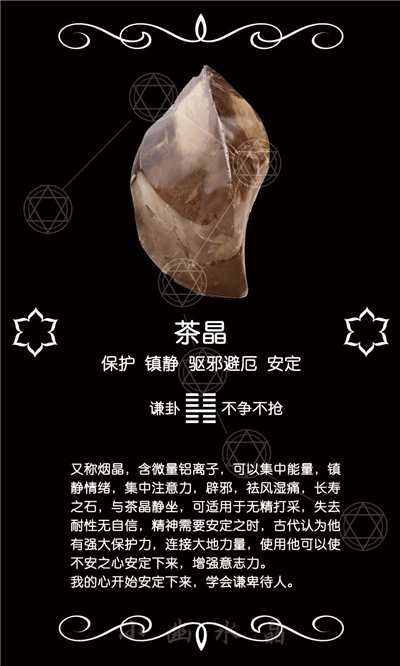 茶晶
保护 镇静 驱邪避厄 安定
谦卦 不争不抢
又称烟晶，含微量铝离子，可以集中能量，镇
静情绪，集中注意力，辟邪，祛风湿痛，长寿
之石，与茶晶静坐，可适用于无精打采，失去
耐性无自信，精神需要安定之时，古代认为他
有强大保护力，连接大地力量，使用他可以使
不安之心安定下来，增强意志力。
我的心开始安定下来，学会谦卑待人。
小幽水晶